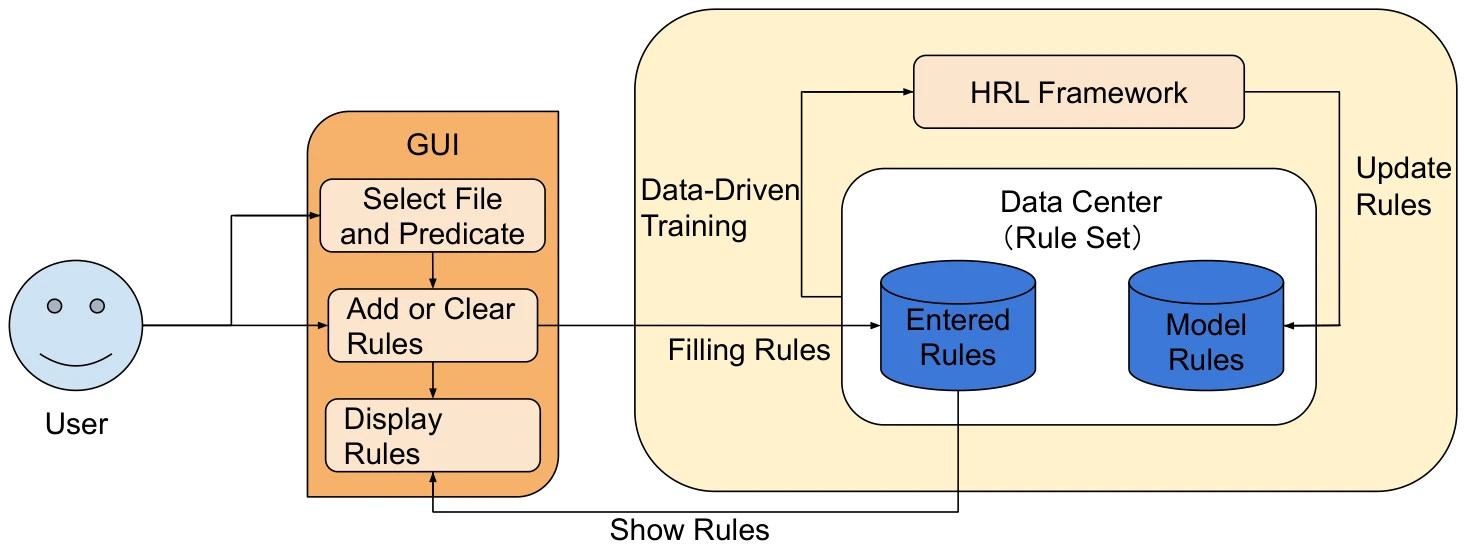 User
GUI
Select File
and Predicate
Add or Clear
Rules
Display
Rules
Filling Rules
Show Rules
Data-Driven
Training
HRL Framework
Update
Rules
Data Center
（Rule Set）
Entered
Rules
Model
Rules